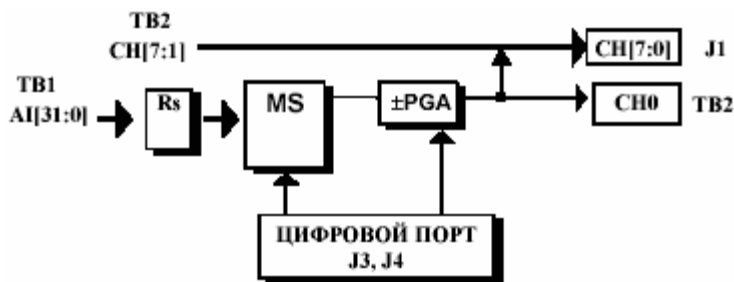 TB2
CH[7:1]
CH[7:0]
J1
TB1
AI[31:0]
Rs
MS
±PGA
CH0
TB2
ЦИФРОВОЙ ПОРТ
J3, J4